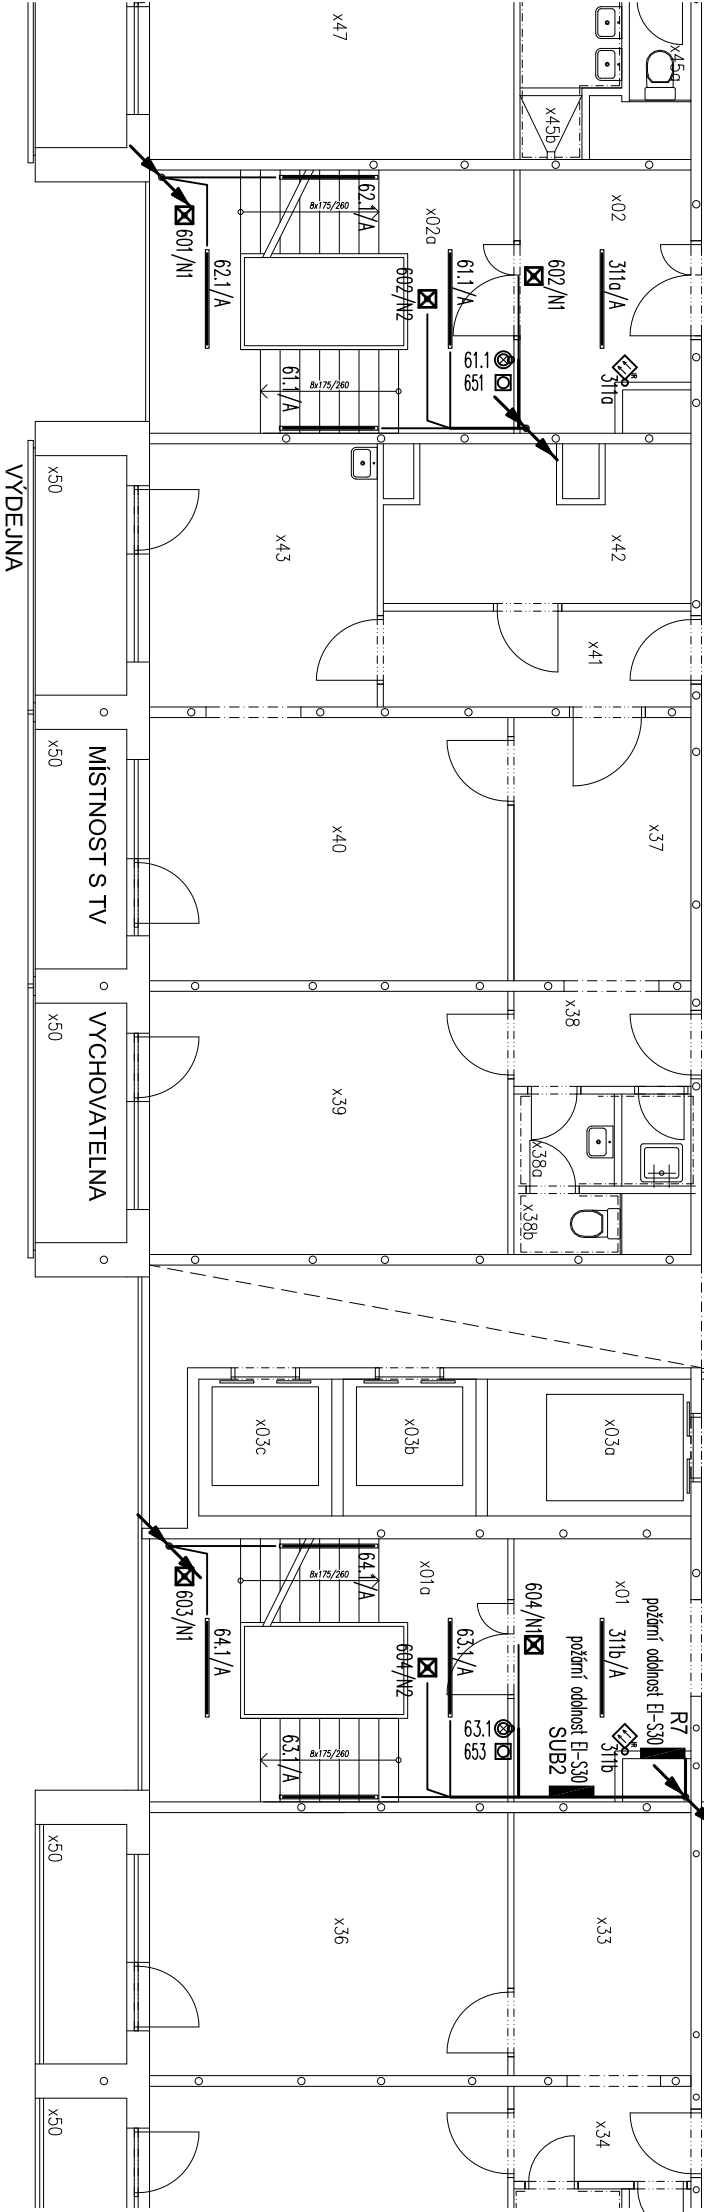 x47
x45a
x45b
x02
x02a
62.1/A
8x175/260
601/N1
62.1/A
602/N2
61.1/A
602/N1
311a/A
311a
61.1
651
61.1/A
8x175/260
x50
VÝDEJNA
x43
x42
x41
x50
MÍSTNOST S TV
x40
x37
x50
VYCHOVATELNA
x39
x38
x38a
x38b
x03c
x03b
x03a
x01
x01a
64.1/A
8x175/260
603/N1
64.1/A
604/N2
63.1/A
604/N1
311b/A
požární odolnost EI-S30
R7
požární odolnost EI-S30
SUB2
311b
63.1
653
63.1/A
8x175/260
x50
x36
x33
x50
x34